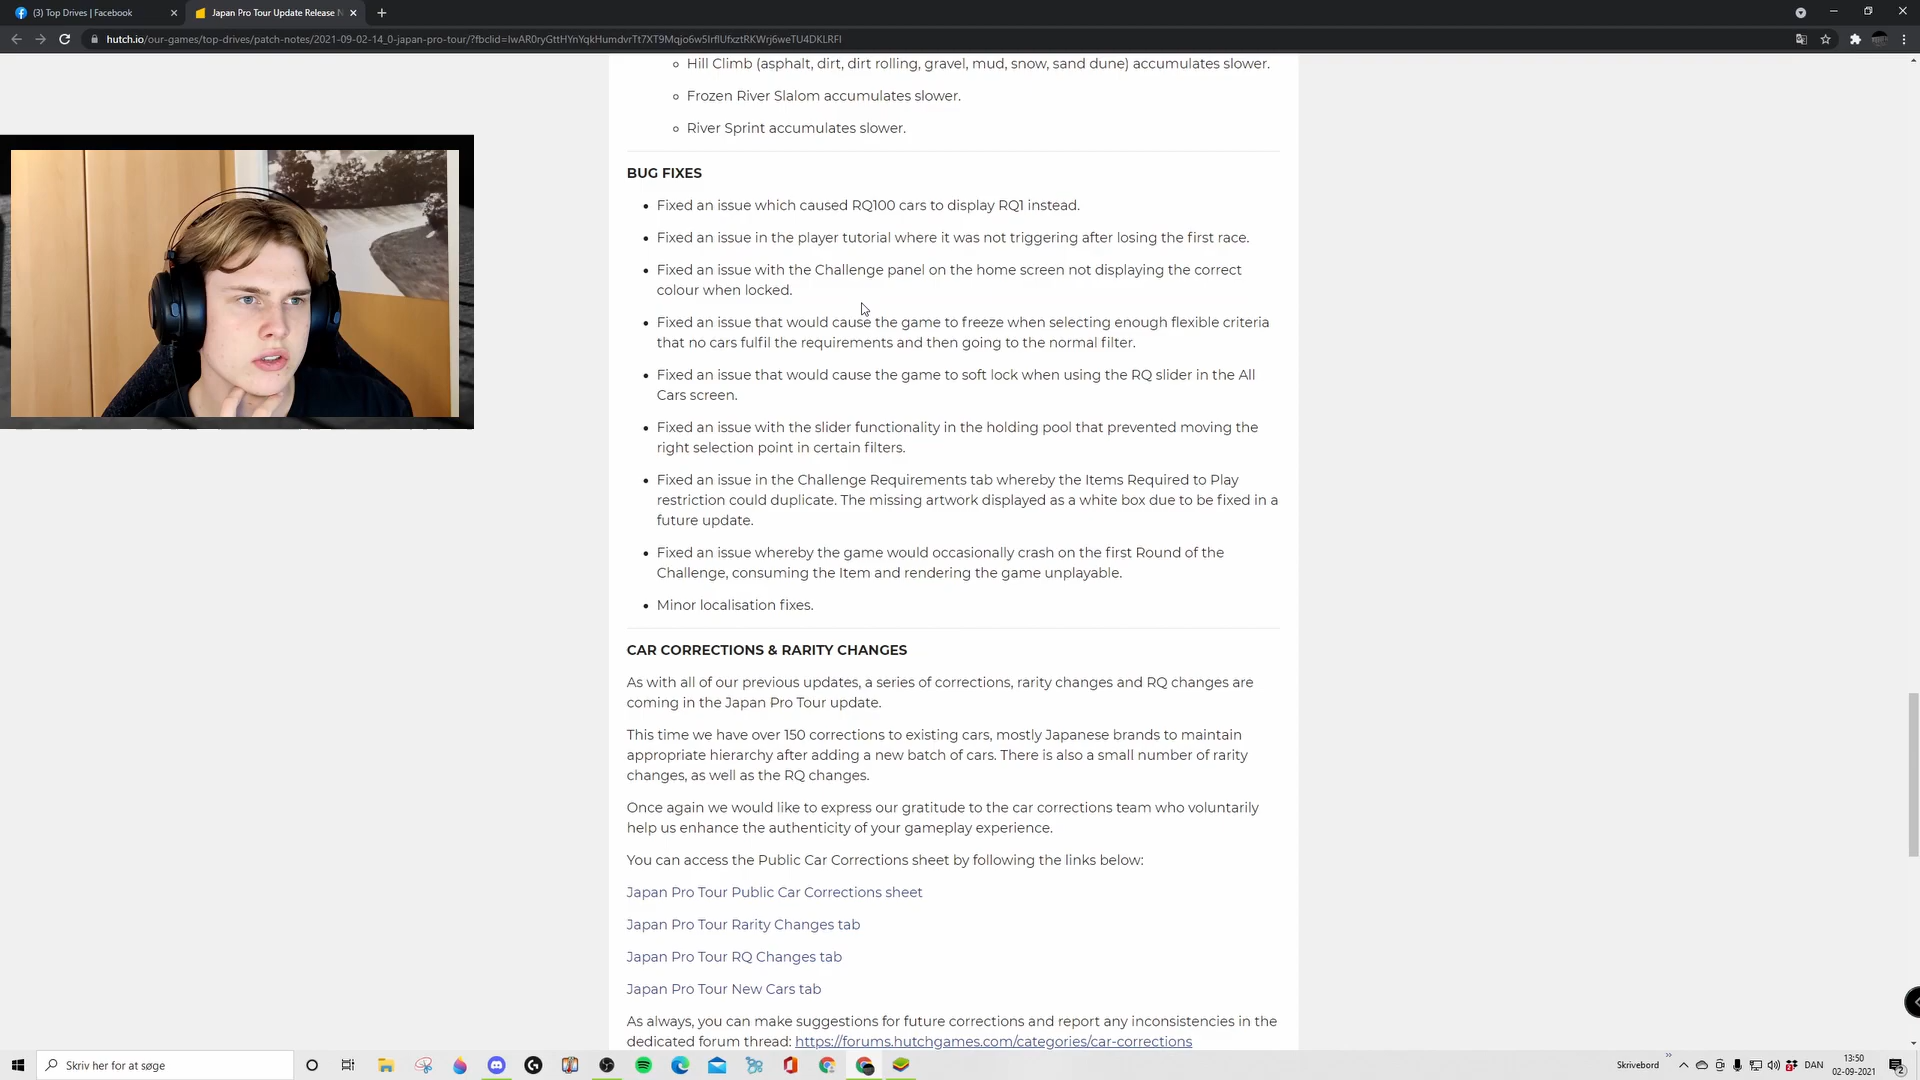 (3) Top Drives | Facebook
Japan Pro Tour Update Release N
hutch.io/our-games/top-drives/patch-notes/2021-09-02-14_0-japan-pro-tour/?fbclid=
Hill Climb (asphalt, dirt, dirt rolling, gravel, mud, snow, sand dune) accumulates slower.
Frozen River Slalom accumulates slower.
River Sprint accumulates slower.
BUG FIXES
Fixed an issue which caused RQ100 cars to display RQ1 instead.
Fixed an issue in the player tutorial where it was not triggering after losing the first race.
Fixed an issue with the Challenge panel on the home screen not displaying the correct
colour when locked.
Fixed an issue that would cause the game to freeze when selecting enough flexible criteria
that no cars fulfil the requirements and then going to the normal filter.
Fixed an issue that would cause the game to soft lock when using the RQ slider in the All
Cars screen.
Fixed an issue with the slider functionality in the holding pool that prevented moving the
right selection point in certain filters.
Fixed an issue in the Challenge Requirements tab whereby the Items Required to Play
restriction could duplicate. The missing artwork displayed as a white box due to be fixed in a
future update.
Fixed an issue whereby the game would occasionally crash on the first Round of the
Challenge, consuming the Item and rendering the game unplayable.
Minor localisation fixes.
CAR CORRECTIONS & RARITY CHANGES
As with all of our previous updates, a series of corrections, rarity changes and RQ changes are
coming in the Japan Pro Tour update.
This time we have over 150 corrections to existing cars, mostly Japanese brands to maintain
appropriate hierarchy after adding a new batch of cars. There is also a small number of rarity
changes, as well as the RQ changes.
Once again we would like to express our gratitude to the car corrections team who voluntarily
help us enhance the authenticity of your gameplay experience.
You can access the Public Car Corrections sheet by following the links below:
Japan Pro Tour Public Car Corrections sheet
Japan Pro Tour Rarity Changes tab
Japan Pro Tour RQ Changes tab
Japan Pro Tour New Cars tab
As always, you can make suggestions for future corrections and report any inconsistencies in the
dedicated forum thread: https://forums.hutchgames.com/categories/car-corrections
Skriv her for at søge
Skrivebord
DAN
13:50
02-09-2021